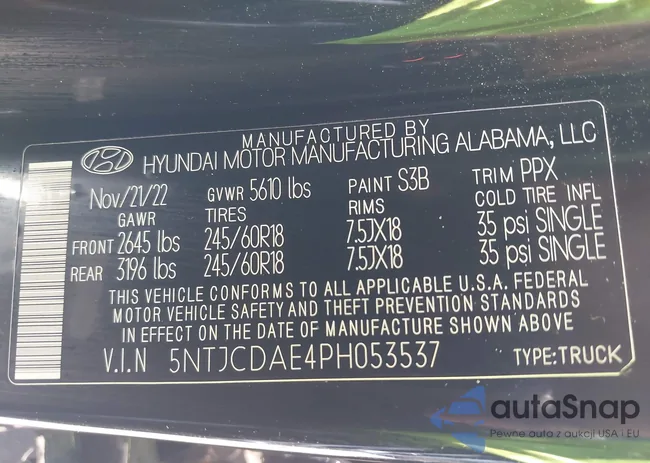 MANUFACTURED BY
HYUNDAI MOTOR MANUFACTURING ALABAMA, LLC
Nov/21/22 GVWR 5610 lbs PAINT S3B TRIM PPX
GAWR TIRES RIMS COLD TIRE INFL
FRONT 2645 lbs 245/60R18 7.5JX18 35 psi SINGLE
REAR 3196 lbs 245/60R18 7.5JX18 35 psi SINGLE
THIS VEHICLE CONFORMS TO ALL APPLICABLE U.S.A. FEDERAL
MOTOR VEHICLE SAFETY AND THEFT PREVENTION STANDARDS
IN EFFECT ON THE DATE OF MANUFACTURE SHOWN ABOVE
V.I.N 5NTJCDAE4PH053537 TYPE:TRUCK
autaSnap
Pewne auta z aukcji USA i EU